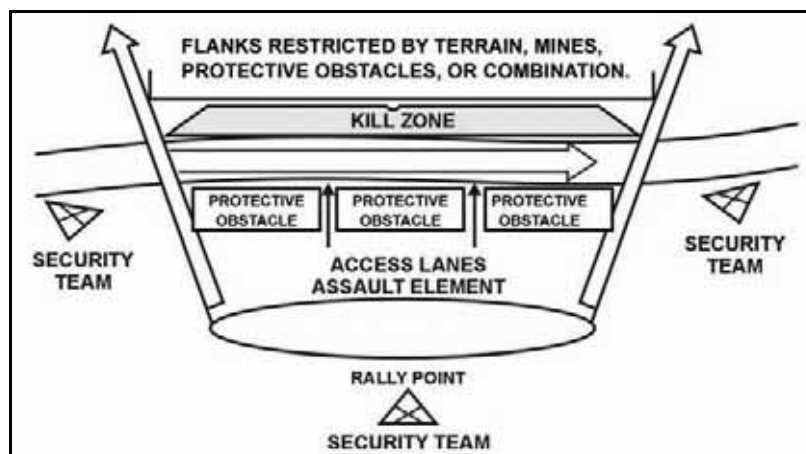 FLANKS RESTRICTED BY TERRAIN, MINES,
PROTECTIVE OBSTACLES, OR COMBINATION.
KILL ZONE
PROTECTIVE
OBSTACLE
PROTECTIVE
OBSTACLE
PROTECTIVE
OBSTACLE
SECURITY
TEAM
ACCESS LANES
ASSAULT ELEMENT
SECURITY
TEAM
RALLY POINT
SECURITY TEAM